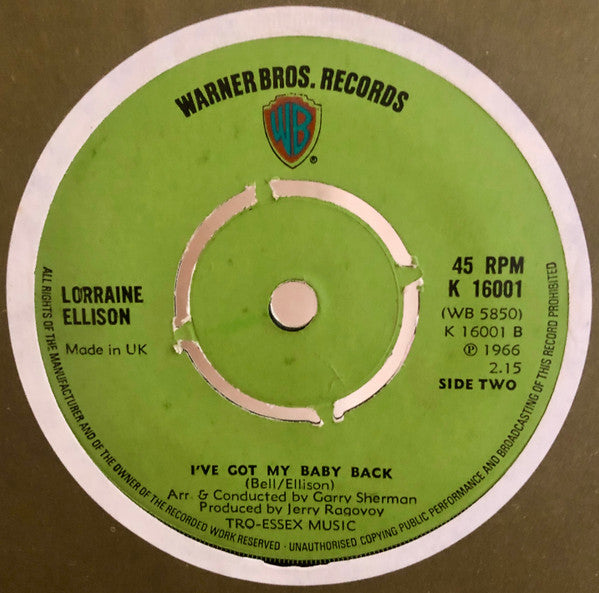 WARNER BROS. RECORDS
WB
®
LORRAINE
ELLISON
Made in UK
45 RPM
K 16001
(WB 5850)
K 16001 B
℗ 1966
2.15
SIDE TWO
I'VE GOT MY BABY BACK
(Bell/Ellison)
Arr. & Conducted by Garry Sherman
Produced by Jerry Ragovoy
TRO-ESSEX MUSIC
ALL RIGHTS OF THE MANUFACTURER AND OF THE OWNER OF THE RECORDED WORK RESERVED · UNAUTHORISED COPYING PUBLIC PERFORMANCE AND BROADCASTING OF THIS RECORD PROHIBITED